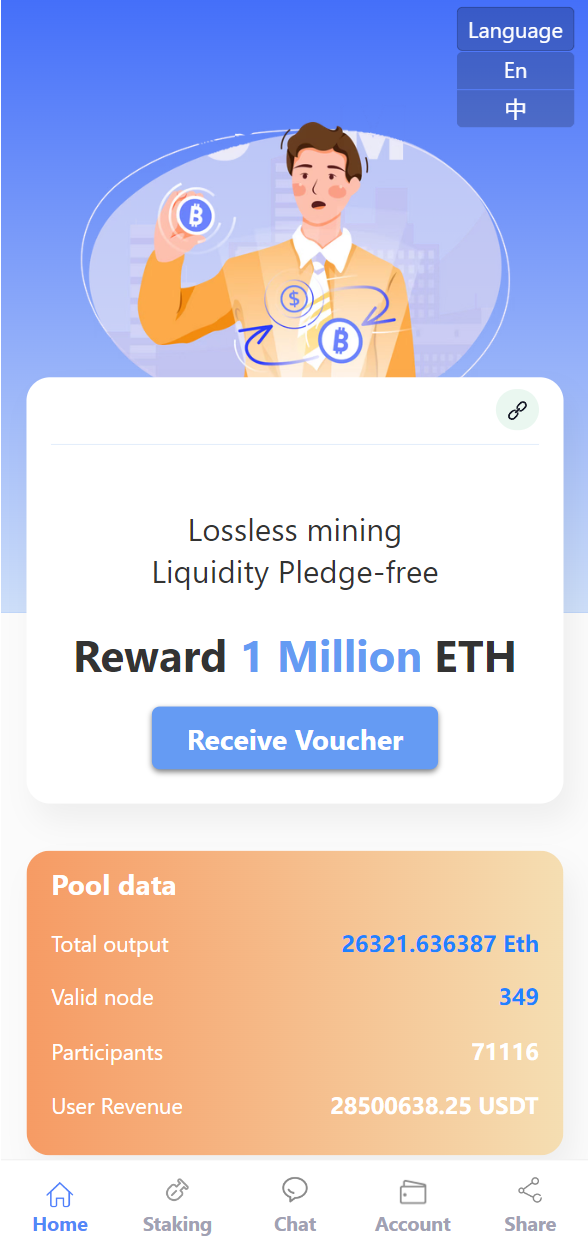 Language
En
中
Lossless mining
Liquidity Pledge-free
Reward 1 Million ETH
Receive Voucher
Pool data
Total output 26321.636387 Eth
Valid node 349
Participants 71116
User Revenue 28500638.25 USDT
Home Staking Chat Account Share